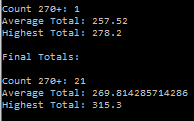 Count 270+: 1
Average Total: 257.52
Highest Total: 278.2
Final Totals:
Count 270+: 21
Average Total: 269.814285714286
Highest Total: 315.3